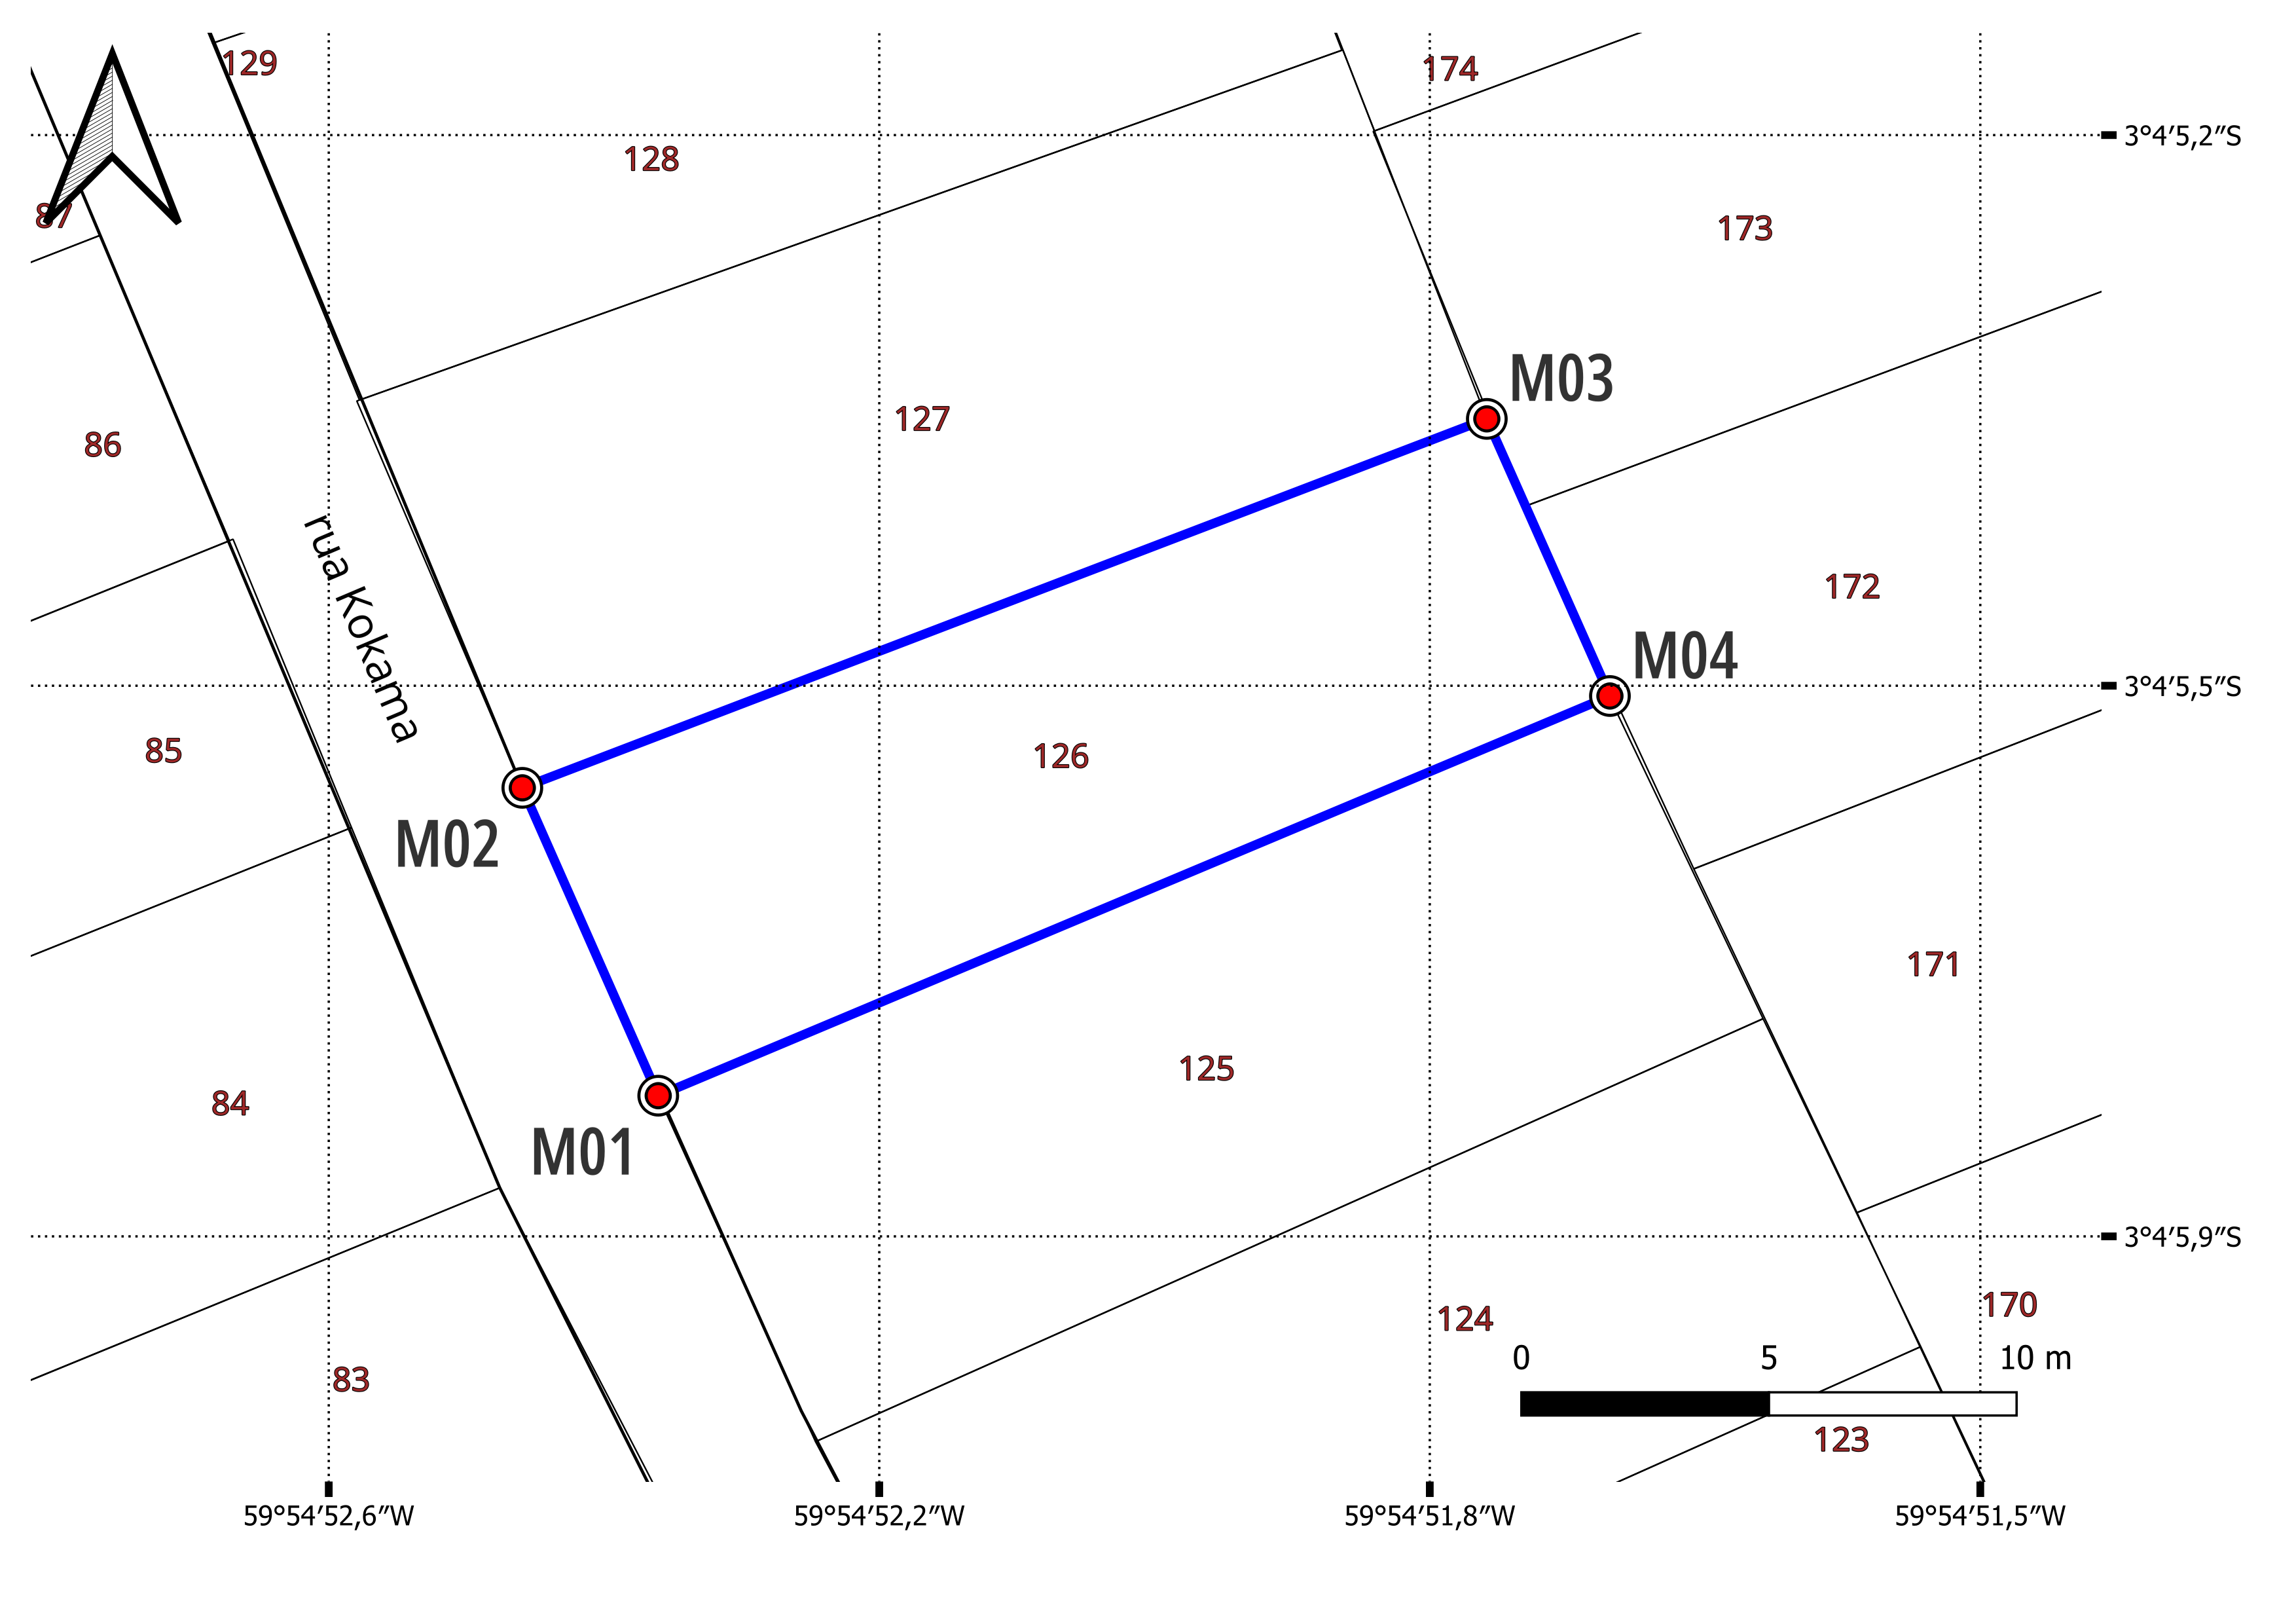 129
174
3°4′5,2″S
128
87
173
M03
127
86
rua Kokama
172
M04
3°4′5,5″S
85
126
M02
171
125
84
M01
3°4′5,9″S
170
124
0 5 10 m
83
123
59°54′52,6″W 59°54′52,2″W 59°54′51,8″W 59°54′51,5″W